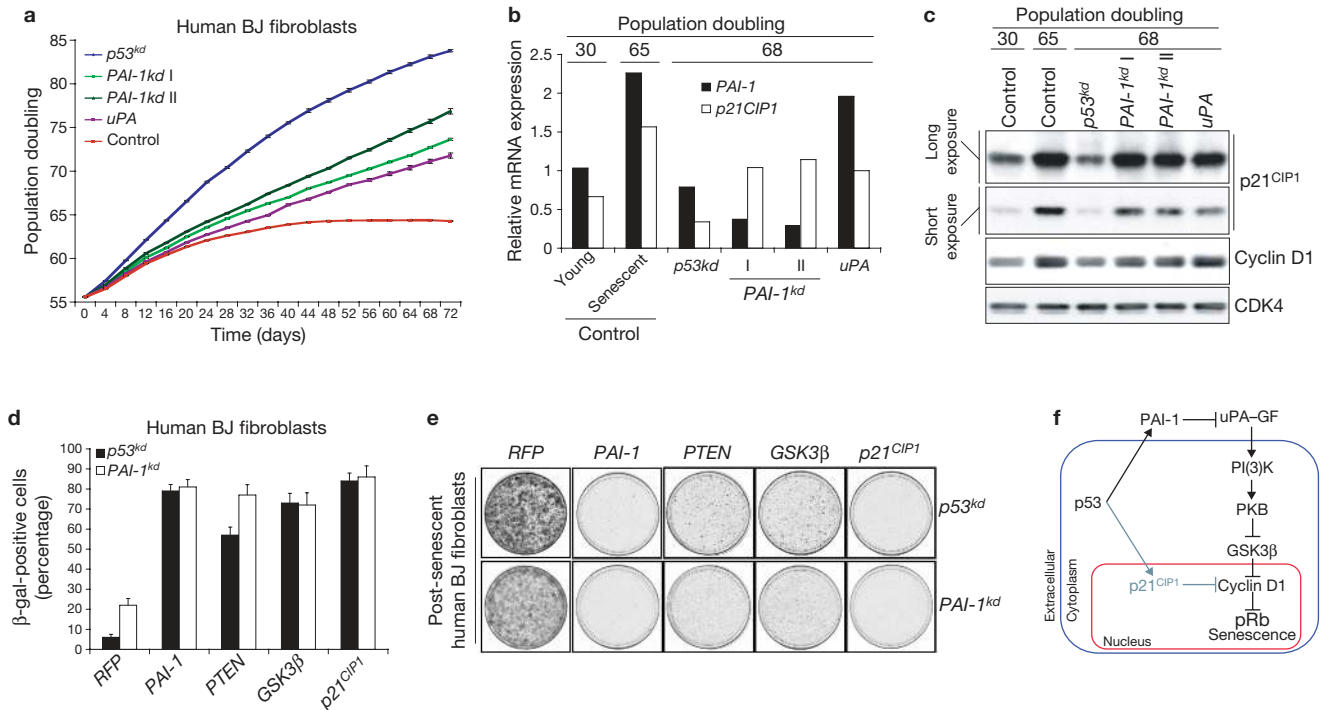 a
Human BJ fibroblasts
Population doubling
85
80
75
70
65
60
55
p53kd
PAI-1kd I
PAI-1kd II
uPA
Control
0 4 8 12 16 20 24 28 32 36 40 44 48 52 56 60 64 68 72
Time (days)
b
Population doubling
30 65 68
Relative mRNA expression
2.5
2
1.5
1
0.5
0
PAI-1
p21CIP1
Young
Senescent
p53kd
I II
uPA
PAI-1kd
Control
c
Population doubling
30 65 68
Control
Control
p53kd
PAI-1kd I
PAI-1kd II
uPA
Long exposure
Short exposure
p21CIP1
Cyclin D1
CDK4
d
Human BJ fibroblasts
β-gal-positive cells
(percentage)
100
90
80
70
60
50
40
30
20
10
0
p53kd
PAI-1kd
RFP
PAI-1
PTEN
GSK3β
p21CIP1
e
Post-senescent
human BJ fibroblasts
RFP PAI-1 PTEN GSK3β p21CIP1
p53kd
PAI-1kd
f
PAI-1
uPA–GF
PI(3)K
p53
PKB
GSK3β
p21CIP1
Cyclin D1
pRb
Senescence
Nucleus
Extracellular
Cytoplasm